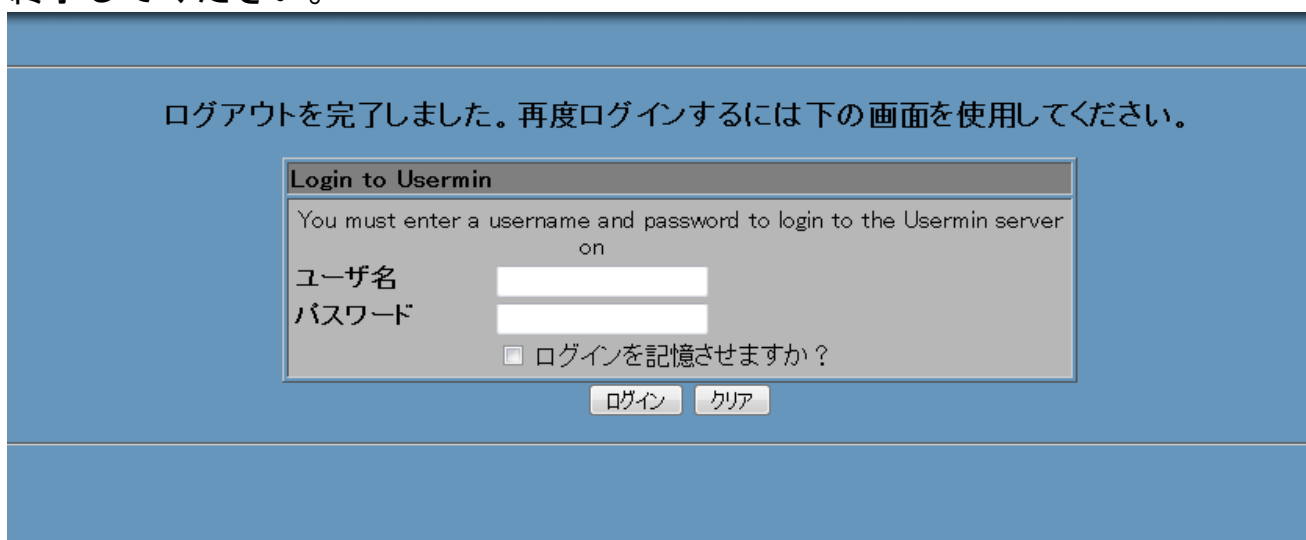 ログアウトを完了しました。再度ログインするには下の画面を使用してください。
Login to Usermin
You must enter a username and password to login to the Usermin server
on
ユーザ名
パスワード
ログインを記憶させますか？
ログイン クリア